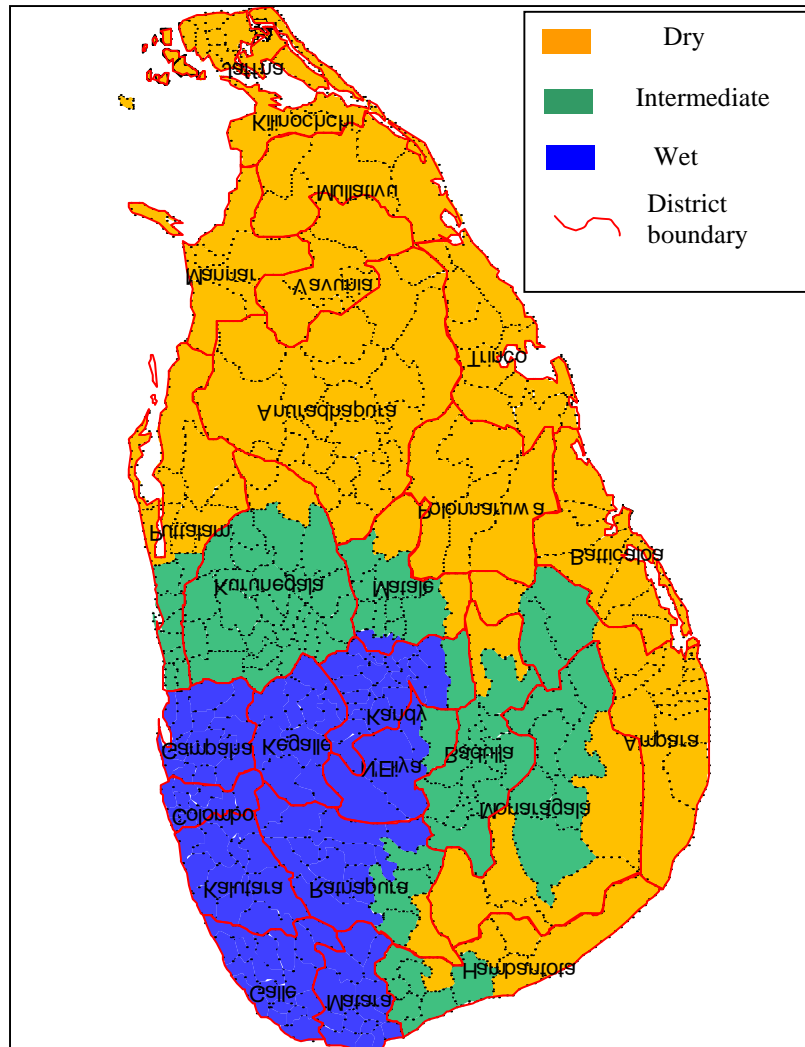 Dry
Intermediate
Wet
District
boundary
Jaffna
Kilinochchi
Mullativu
Mannar
Vavunia
Trinco
Anuradhapura
Polonnaruwa
Puttalam
Batticaloa
Kurunegala
Matale
Kandy
Gampaha
Kegalle
N'Eliya
Badulla
Ampara
Monaragala
Colombo
Kalutara
Ratnapura
Hambantota
Galle
Matara